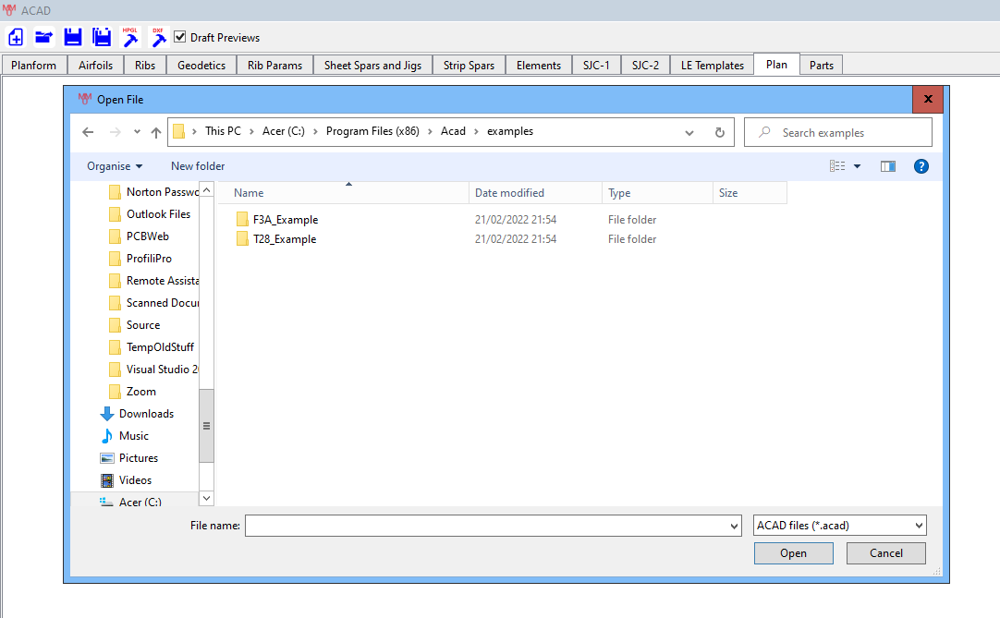 ACAD
HPGL DXF Draft Previews
Planform Airfoils Ribs Geodetics Rib Params Sheet Spars and Jigs Strip Spars Elements SJC-1 SJC-2 LE Templates Plan Parts
Open File
This PC > Acer (C:) > Program Files (x86) > Acad > examples
Search examples
Organise New folder
Name Date modified Type Size
Norton Passwo
Outlook Files
PCBWeb
ProfiliPro
Remote Assista
Scanned Docur
Source
TempOldStuff
Visual Studio 20
Zoom
Downloads
Music
Pictures
Videos
Acer (C:)
F3A_Example 21/02/2022 21:54 File folder
T28_Example 21/02/2022 21:54 File folder
File name: ACAD files (*.acad)
Open Cancel